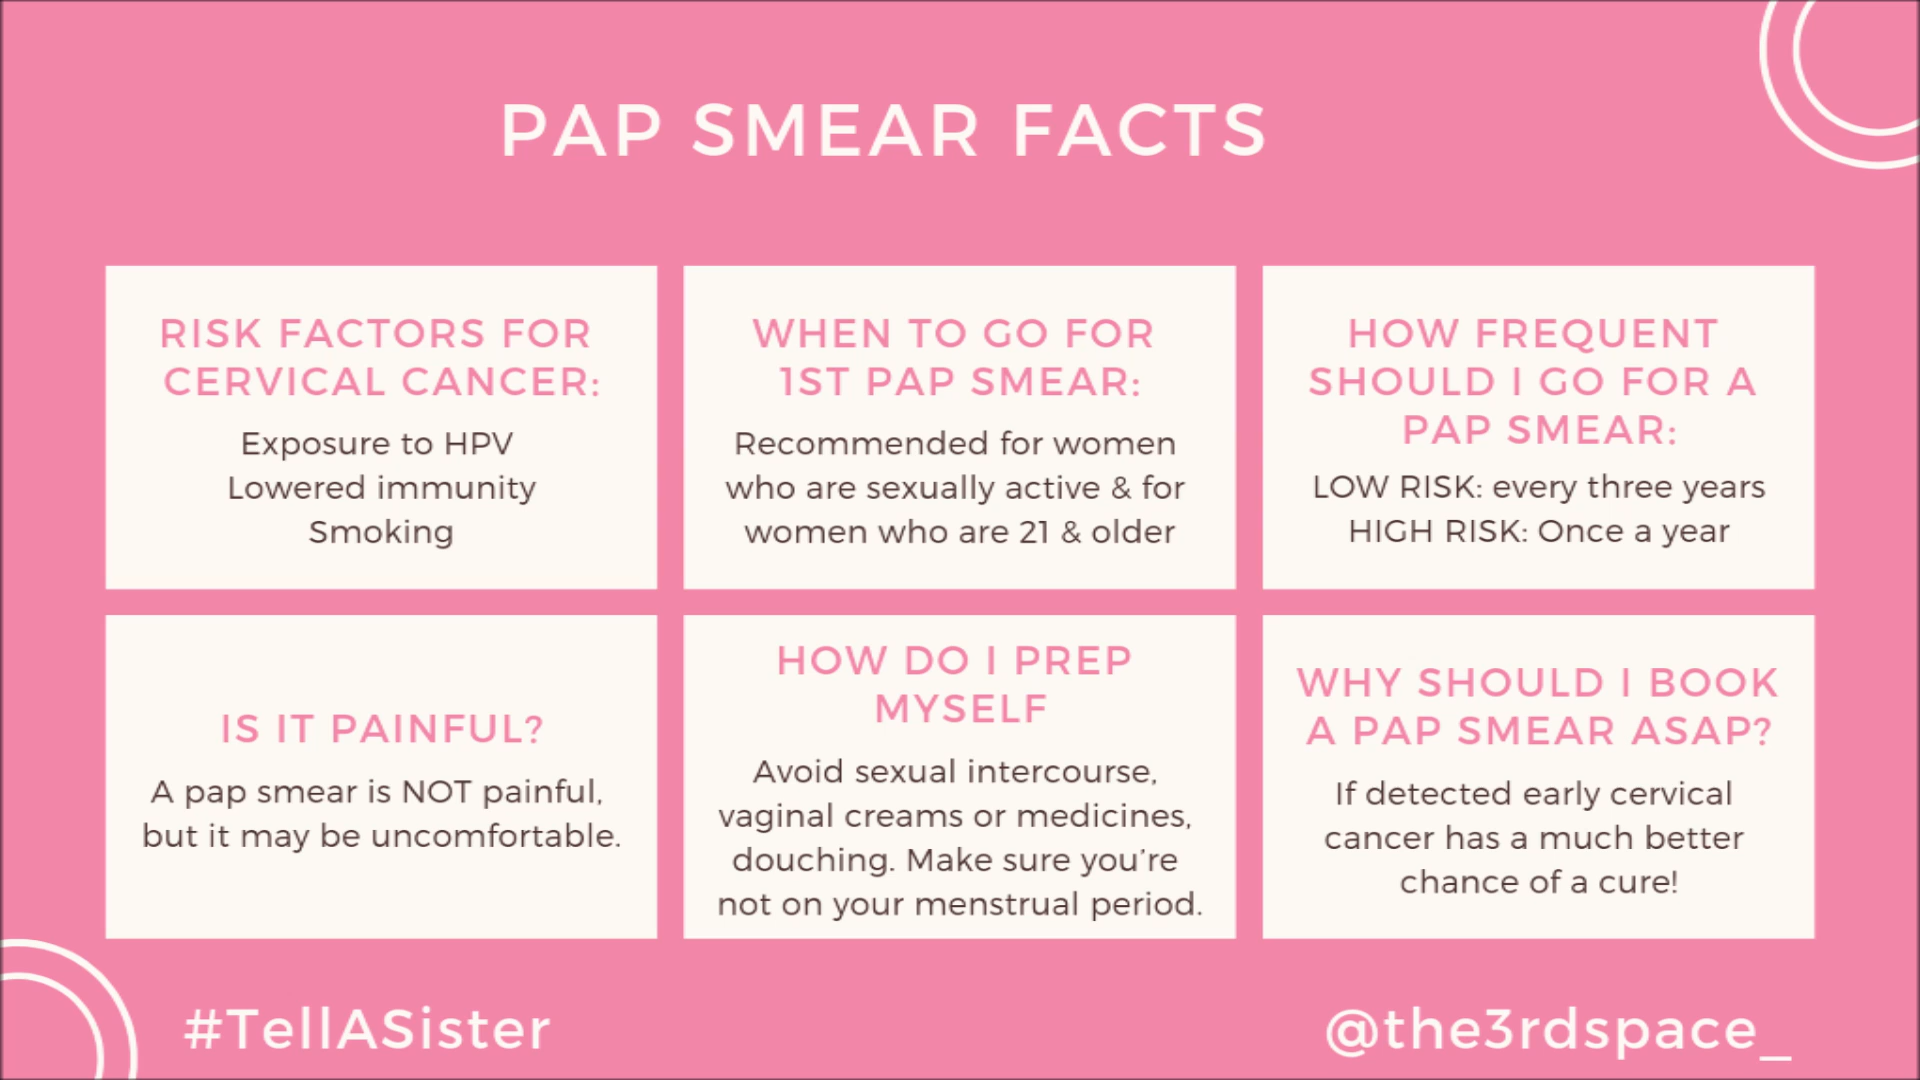 PAP SMEAR FACTS
RISK FACTORS FOR
CERVICAL CANCER:
Exposure to HPV
Lowered immunity
Smoking
WHEN TO GO FOR
1ST PAP SMEAR:
Recommended for women
who are sexually active & for
women who are 21 & older
HOW FREQUENT
SHOULD I GO FOR A
PAP SMEAR:
LOW RISK: every three years
HIGH RISK: Once a year
IS IT PAINFUL?
A pap smear is NOT painful,
but it may be uncomfortable.
HOW DO I PREP
MYSELF
Avoid sexual intercourse,
vaginal creams or medicines,
douching. Make sure you're
not on your menstrual period.
WHY SHOULD I BOOK
A PAP SMEAR ASAP?
If detected early cervical
cancer has a much better
chance of a cure!
#TellASister
@the3rdspace_